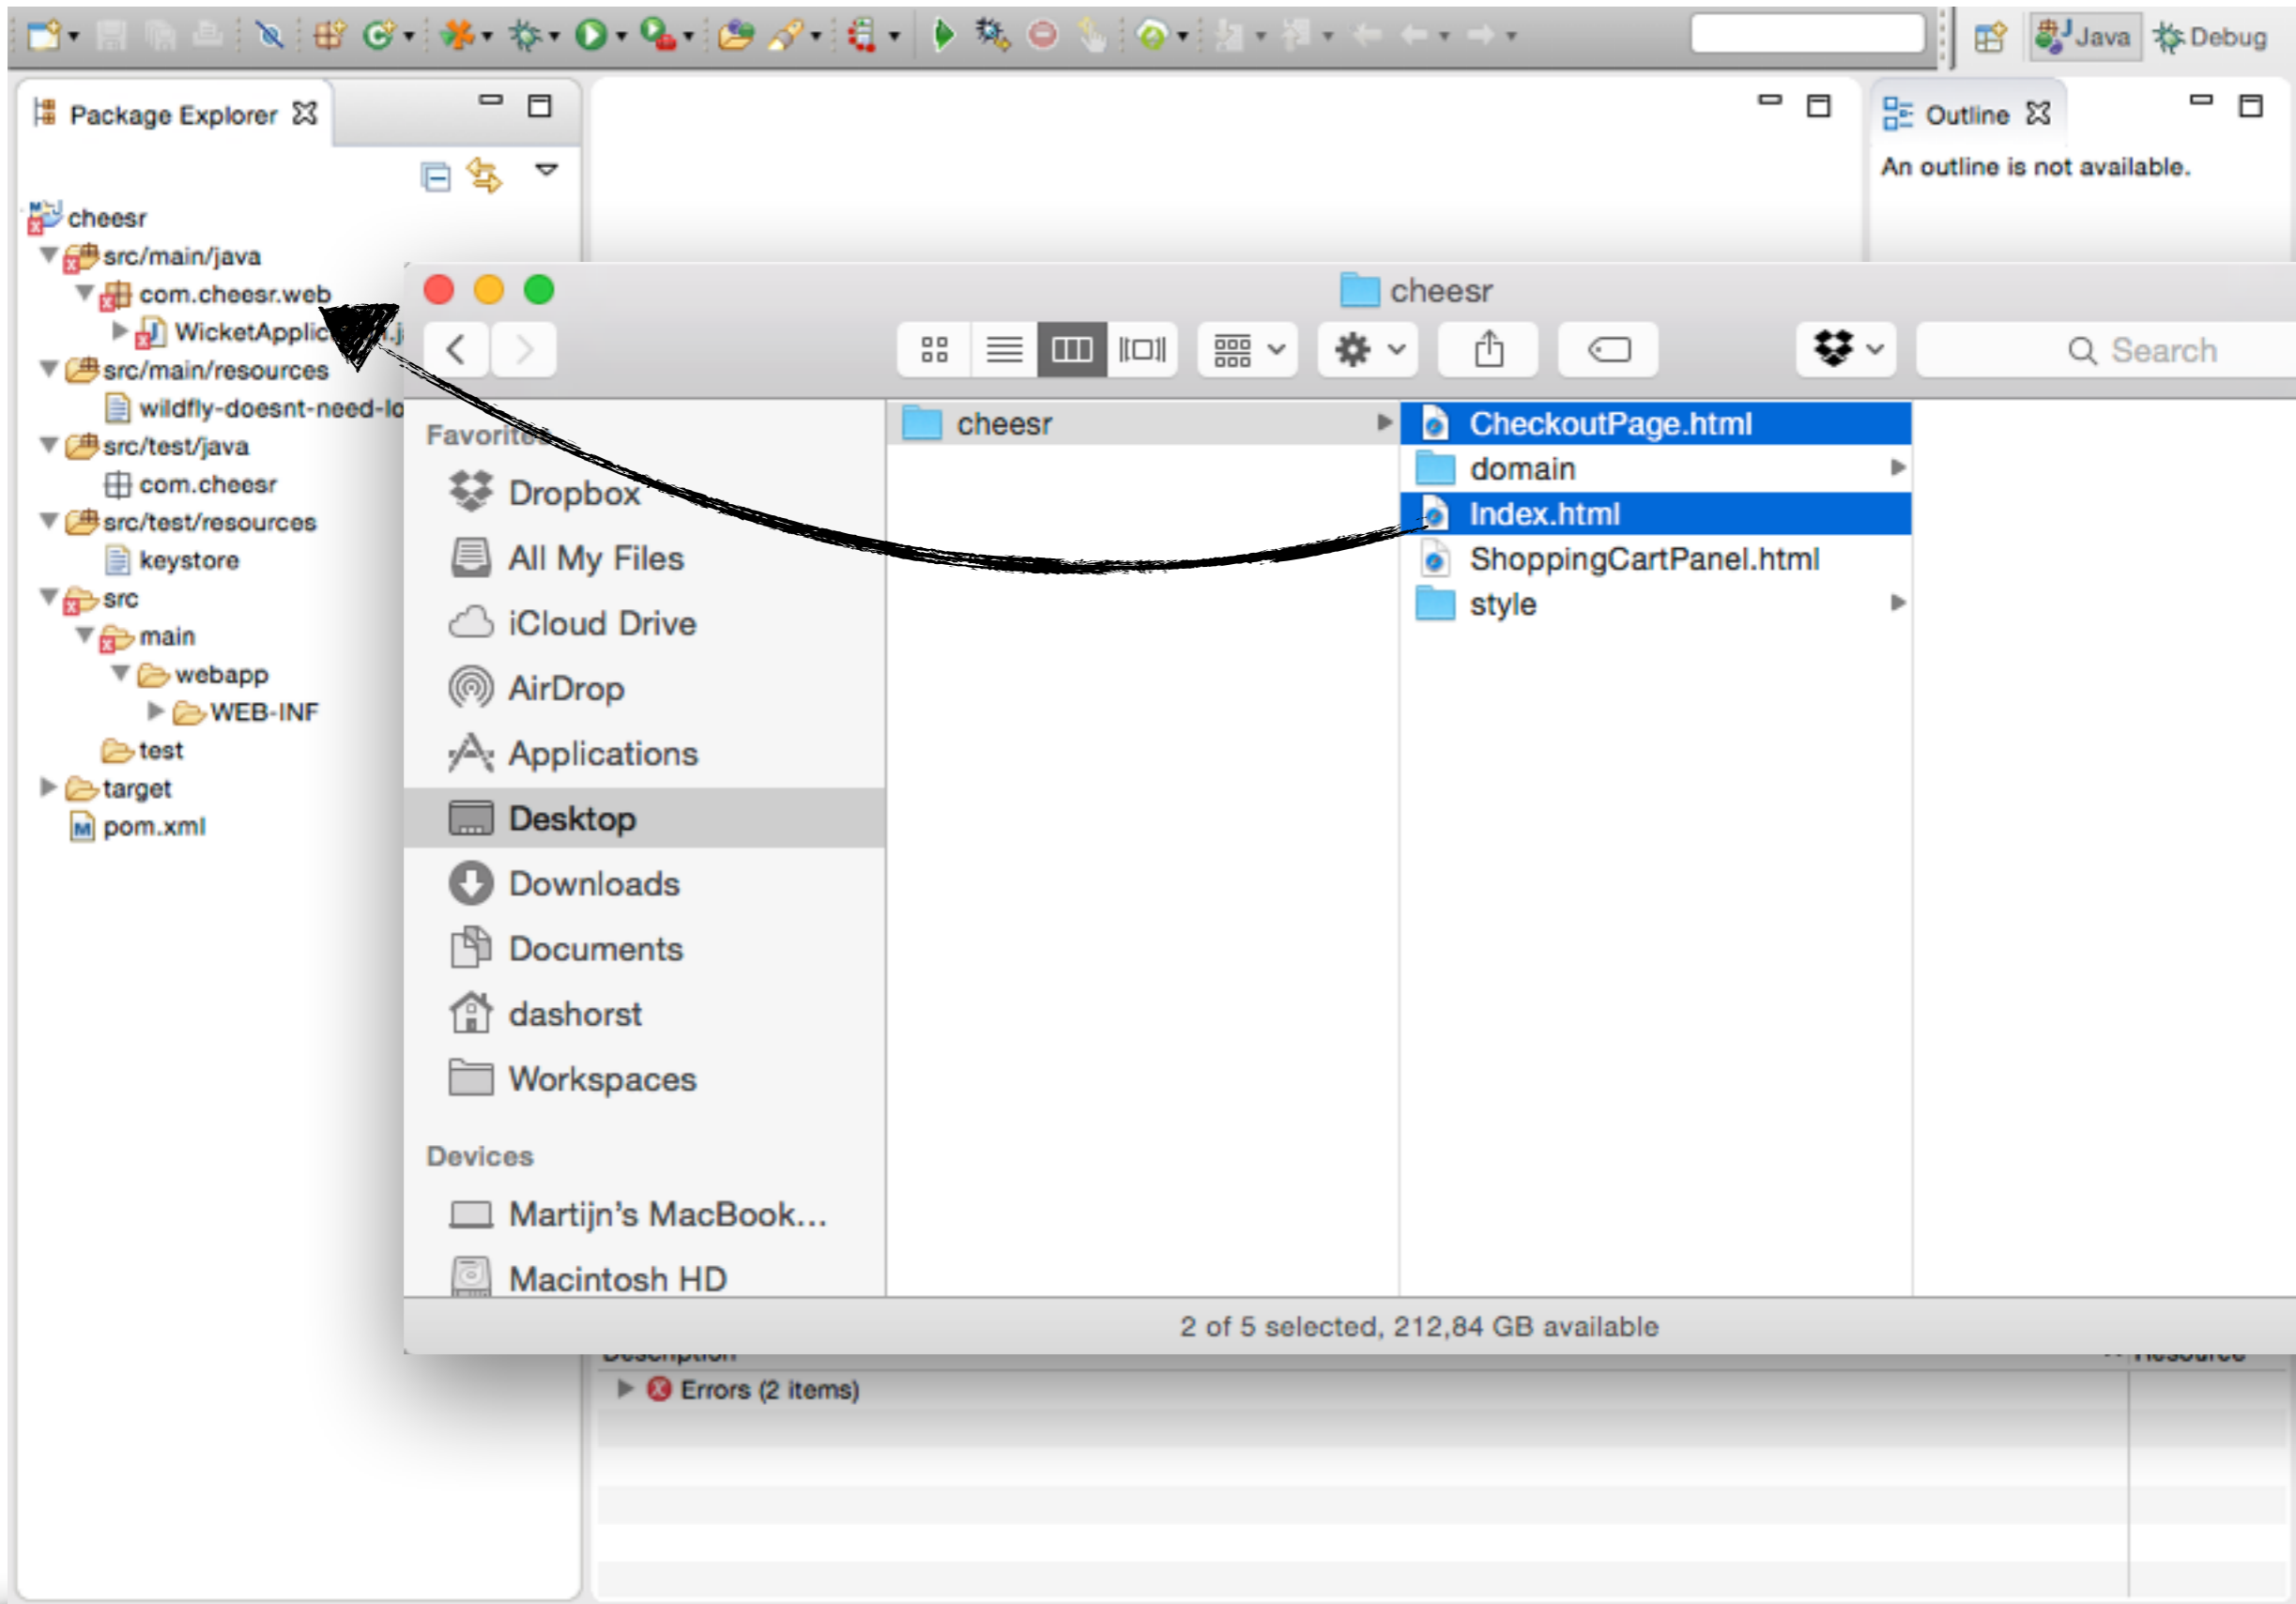 Java
Debug
Package Explorer
Outline
An outline is not available.
cheesr
src/main/java
com.cheesr.web
src/main/resources
wildfly-doesnt-need-lo
src/test/java
com.cheesr
src/test/resources
keystore
src
main
webapp
WEB-INF
test
target
pom.xml
cheesr
Search
Favorites
Dropbox
All My Files
iCloud Drive
AirDrop
Applications
Desktop
Downloads
Documents
dashorst
Workspaces
Devices
Martijn's MacBook...
Macintosh HD
cheesr
CheckoutPage.html
domain
Index.html
ShoppingCartPanel.html
style
2 of 5 selected, 212,84 GB available
Description
Resource
Errors (2 items)